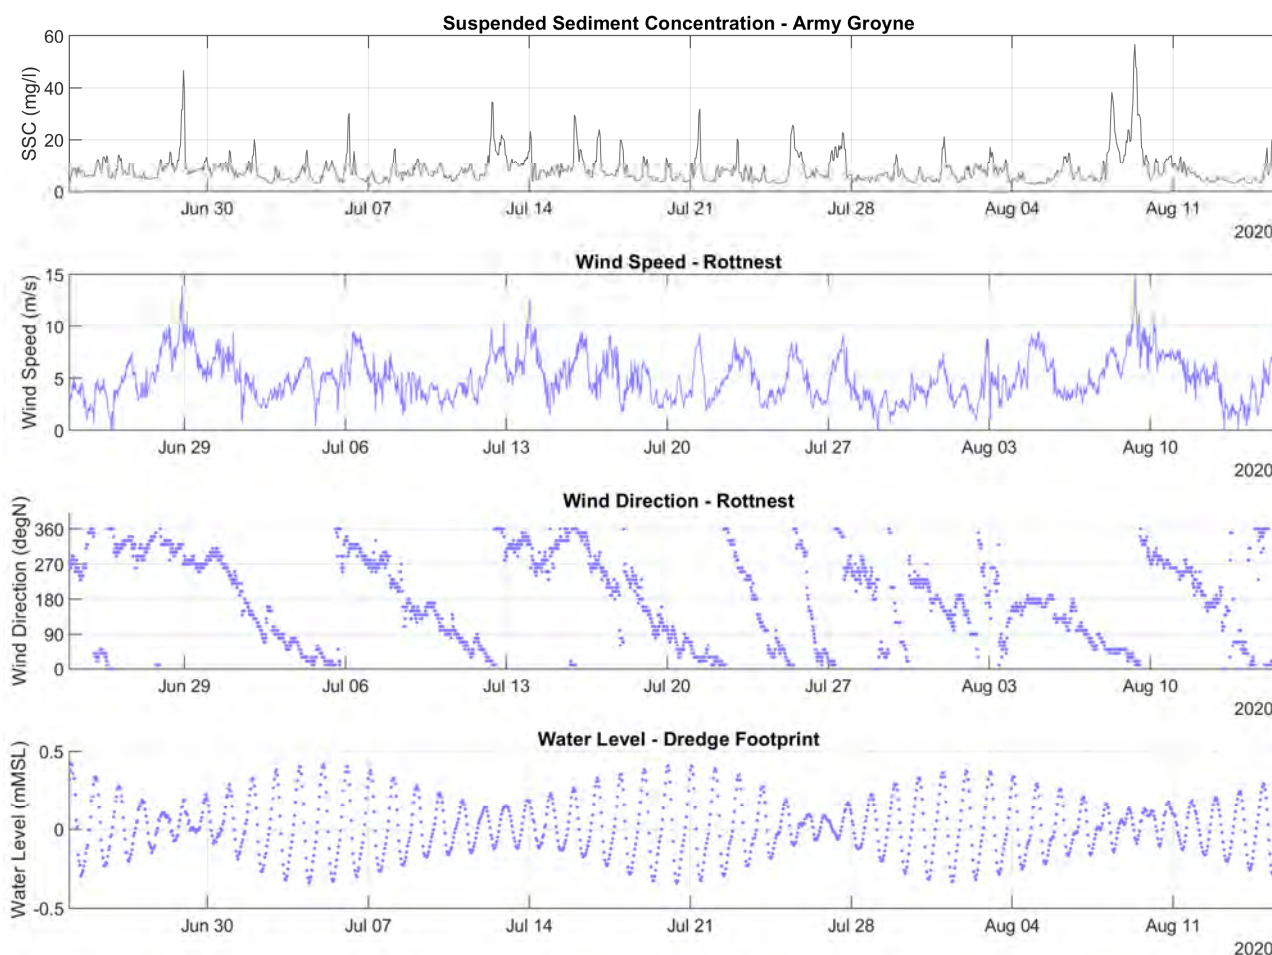 Suspended Sediment Concentration - Army Groyne
SSC (mg/l)
60
40
20
0
Jun 30 Jul 07 Jul 14 Jul 21 Jul 28 Aug 04 Aug 11
2020
Wind Speed - Rottnest
Wind Speed (m/s)
15
10
5
0
Jun 29 Jul 06 Jul 13 Jul 20 Jul 27 Aug 03 Aug 10
2020
Wind Direction - Rottnest
Wind Direction (degN)
360
270
180
90
0
Jun 29 Jul 06 Jul 13 Jul 20 Jul 27 Aug 03 Aug 10
2020
Water Level - Dredge Footprint
Water Level (mMSL)
0.5
0
-0.5
Jun 30 Jul 07 Jul 14 Jul 21 Jul 28 Aug 04 Aug 11
2020